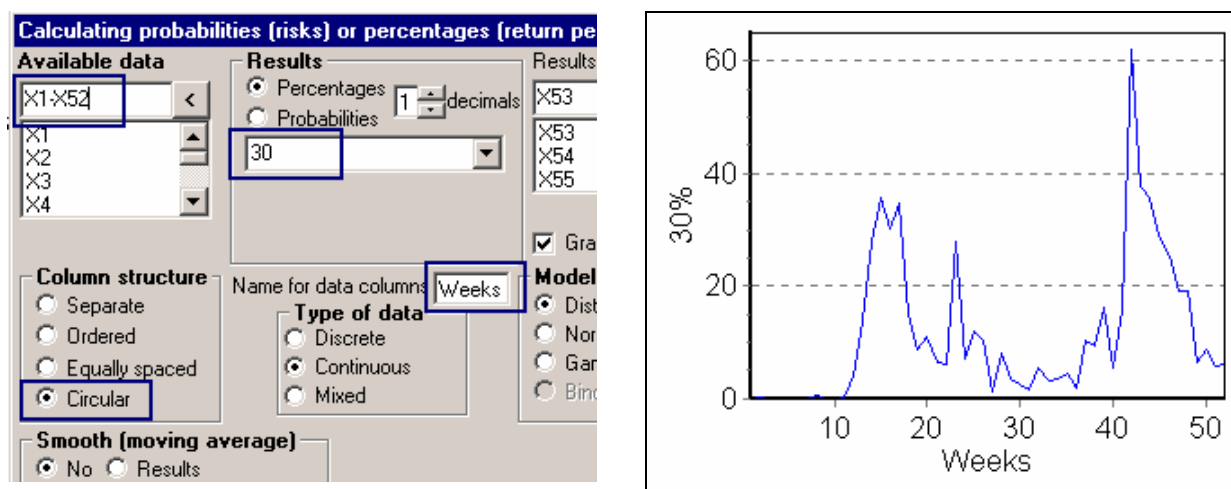 Calculating probabilities (risks) or percentages (return pe
Available data
X1-X52
<
X1
X2
X3
X4
Results
Percentages
1
decimals
Probabilities
30
Results
X53
X53
X54
X55
Gra
Column structure
Separate
Ordered
Equally spaced
Circular
Name for data columns
Weeks
Type of data
Discrete
Continuous
Mixed
Model
Dist
Nor
Gar
Bino
Smooth (moving average)
No
Results
60
40
20
0
30%
10
20
30
40
50
Weeks